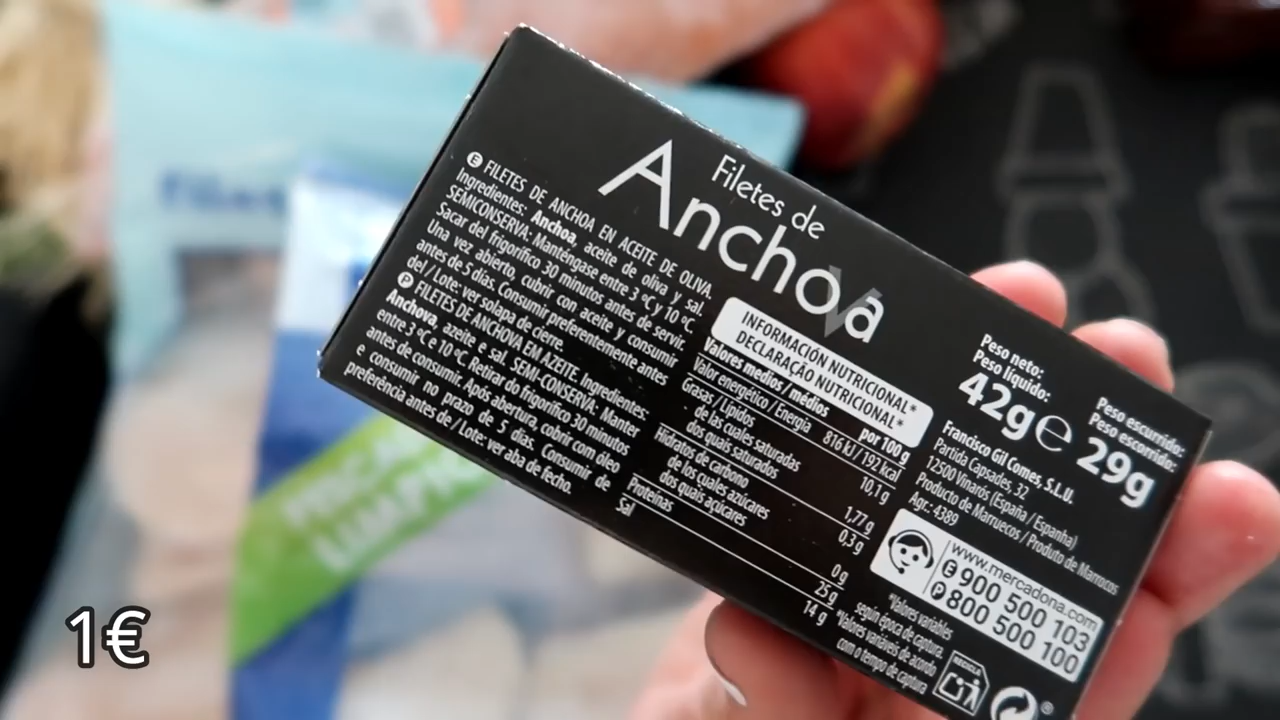 Filetes de
Anchoa
E FILETES DE ANCHOA EN ACEITE DE OLIVA.
Ingredientes: Anchoa, aceite de oliva y sal.
SEMICONSERVA: Manténgase entre 3 ºC y 10 ºC.
Sacar del frigorífico 30 minutos antes de servir.
Una vez abierto, cubrir con aceite y consumir
antes de 5 días. Consumir preferentemente antes
del / Lote: ver solapa de cierre.
P FILETES DE ANCHOVA EM AZEITE. Ingredientes:
Anchova, azeite e sal. SEMI-CONSERVA: Manter
entre 3 ºC e 10 ºC. Retirar do frigorífico 30 minutos
antes de consumir. Após abertura, cobrir com óleo
e consumir no prazo de 5 dias. Consumir de
preferência antes de / Lote: ver aba de fecho.
INFORMACIÓN NUTRICIONAL*
DECLARAÇÃO NUTRICIONAL*
Valores medios / médios por 100 g
Valor energético / Energia 816 kJ / 192 kcal
Grasas / Lípidos 10,1 g
de las cuales saturadas
dos quais saturados 1,77 g
Hidratos de carbono 0,3 g
de los cuales azúcares
dos quais açúcares 0 g
Proteínas 25 g
Sal 14 g
Peso neto:
Peso líquido:
42g e
Peso escurrido:
Peso escorrido:
29g
Francisco Gil Comes, S.L.U.
Partida Capsades, 32
12500 Vinaròs (España / Espanha)
Producto de Marruecos / Produto de Marrocos
Agr.: 4389
www.mercadona.com
E 900 500 103
P 800 500 100
*Valores variables
según época de captura.
*Valores variáveis de acordo
com o tempo de captura
RECICLA
1€